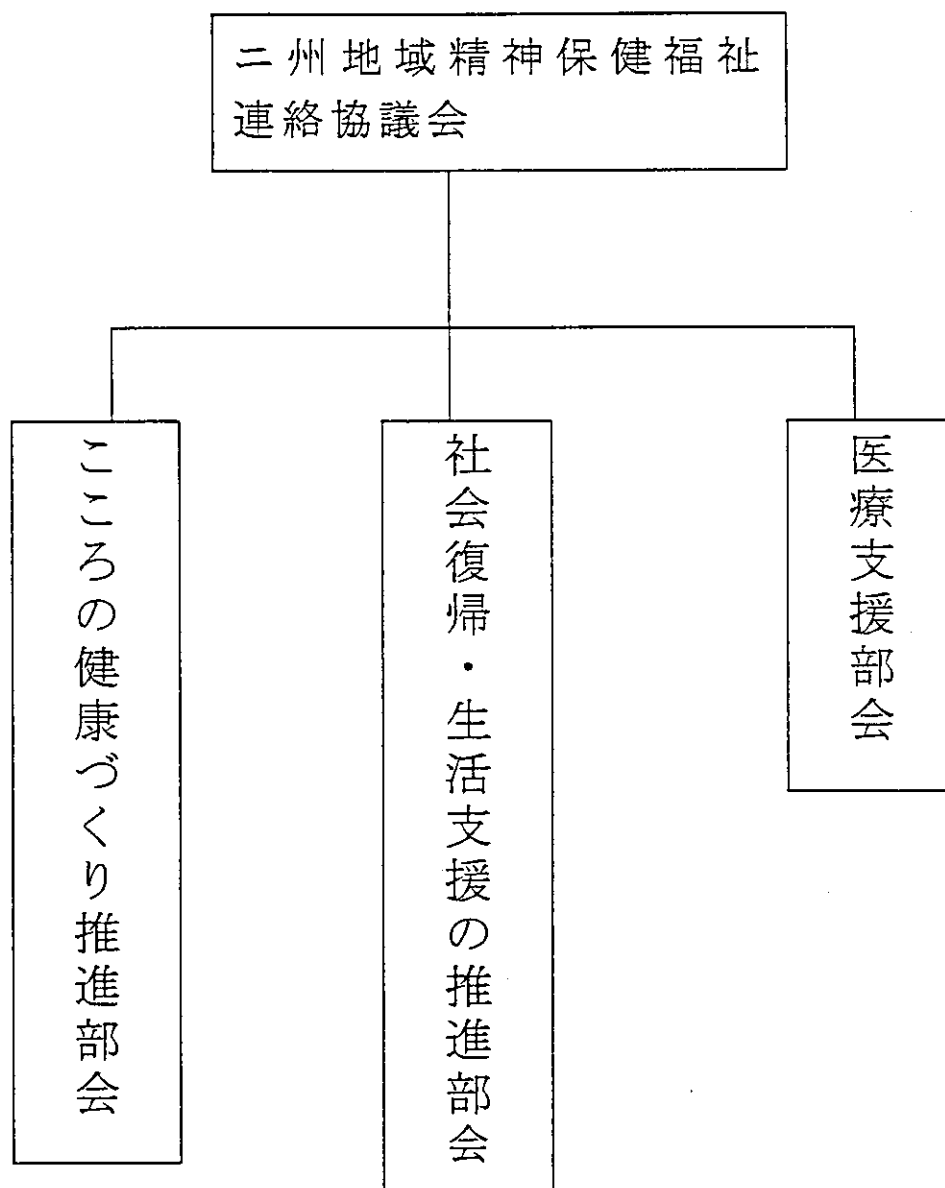 二州地域精神保健福祉
連絡協議会
こころの健康づくり推進部会
社会復帰・生活支援の推進部会
医療支援部会